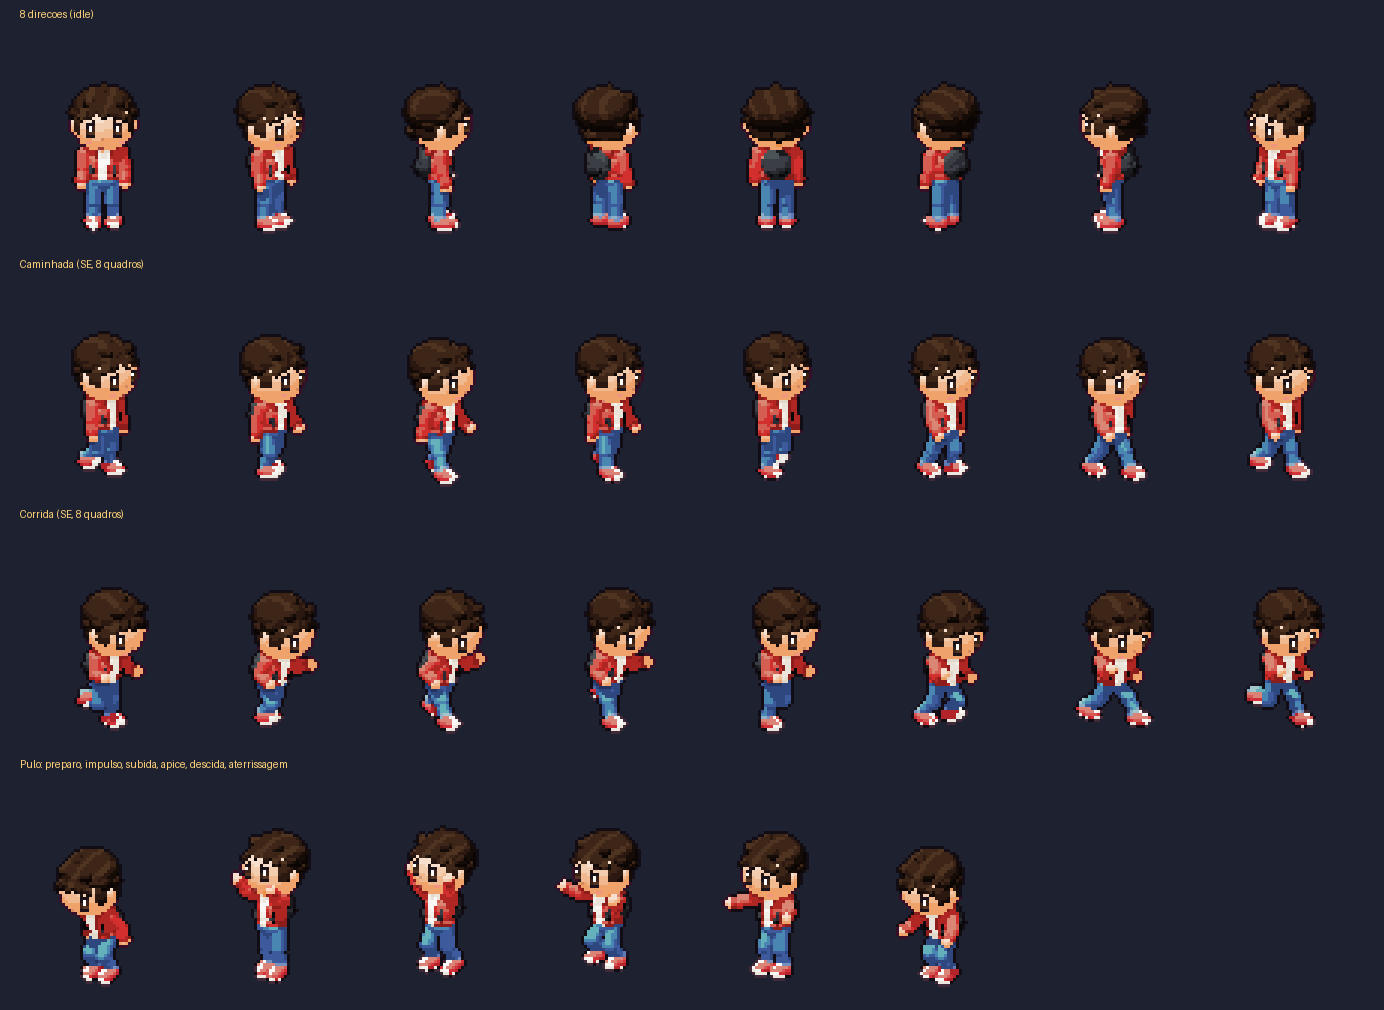 8 direcoes (idle)
Caminhada (SE, 8 quadros)
Corrida (SE, 8 quadros)
Pulo: preparo, impulso, subida, apice, descida, aterrissagem